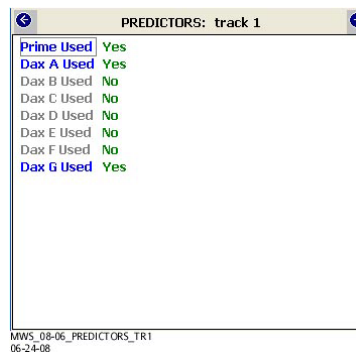 PREDICTORS: track 1
Prime Used Yes
Dax A Used Yes
Dax B Used No
Dax C Used No
Dax D Used No
Dax E Used No
Dax F Used No
Dax G Used Yes
MWS_08-06_PREDICTORS_TR1
06-24-08